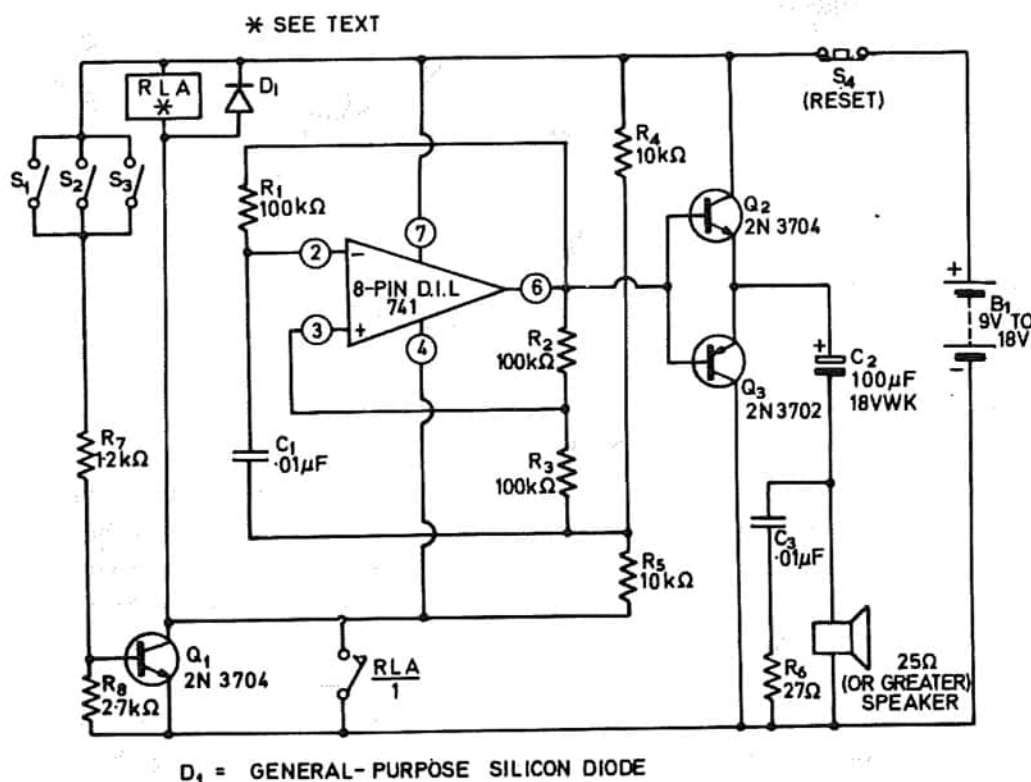 * SEE TEXT
RLA
*
D1
S4
(RESET)
S1
S2
S3
R1
100kΩ
R4
10kΩ
7
2
-
8-PIN D.I.L
741
6
3
+
4
Q2
2N 3704
+
B1
9V TO
18V
-
R2
100kΩ
Q3
2N 3702
+
C2
100µF
18VWK
R7
1.2kΩ
C1
.01µF
R3
100kΩ
C3
.01µF
R5
10kΩ
Q1
2N 3704
R8
2.7kΩ
RLA
1
R6
27Ω
25Ω
(OR GREATER)
SPEAKER
D1 = GENERAL-PURPOSE SILICON DIODE